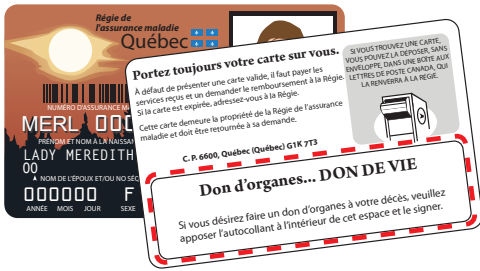 Régie de
l'assurance maladie
Québec
NUMÉRO D'ASSURANCE
MERL 000
PRÉNOM ET NOM À LA
LADY MEREDITH
00
NOM DE L'ÉPOUX ET/OU NO
000000 F
ANNÉE MOIS JOUR SEXE
Portez toujours votre carte sur vous.
À défaut de présenter une carte valide, il faut payer les
services reçus et un demander le remboursement à la Régie.
Si la carte est expirée, adressez-vous à la Régie.
Cette carte demeure la propriété de la Régie de l'assurance
maladie et doit être retournée à sa demande.
C. P. 6600, Québec (Québec) G1K 7T3
SI VOUS TROUVEZ UNE CARTE,
VOUS POUVEZ LA DÉPOSER, SANS
ENVELOPPE, DANS UNE BOÎTE AUX
LETTRES DE POSTE CANADA, QUI
LA RENVERRA À LA RÉGIE.
Don d'organes... DON DE VIE
Si vous désirez faire un don d'organes à votre décès, veuillez
apposer l'autocollant à l'intérieur de cet espace et le signer.